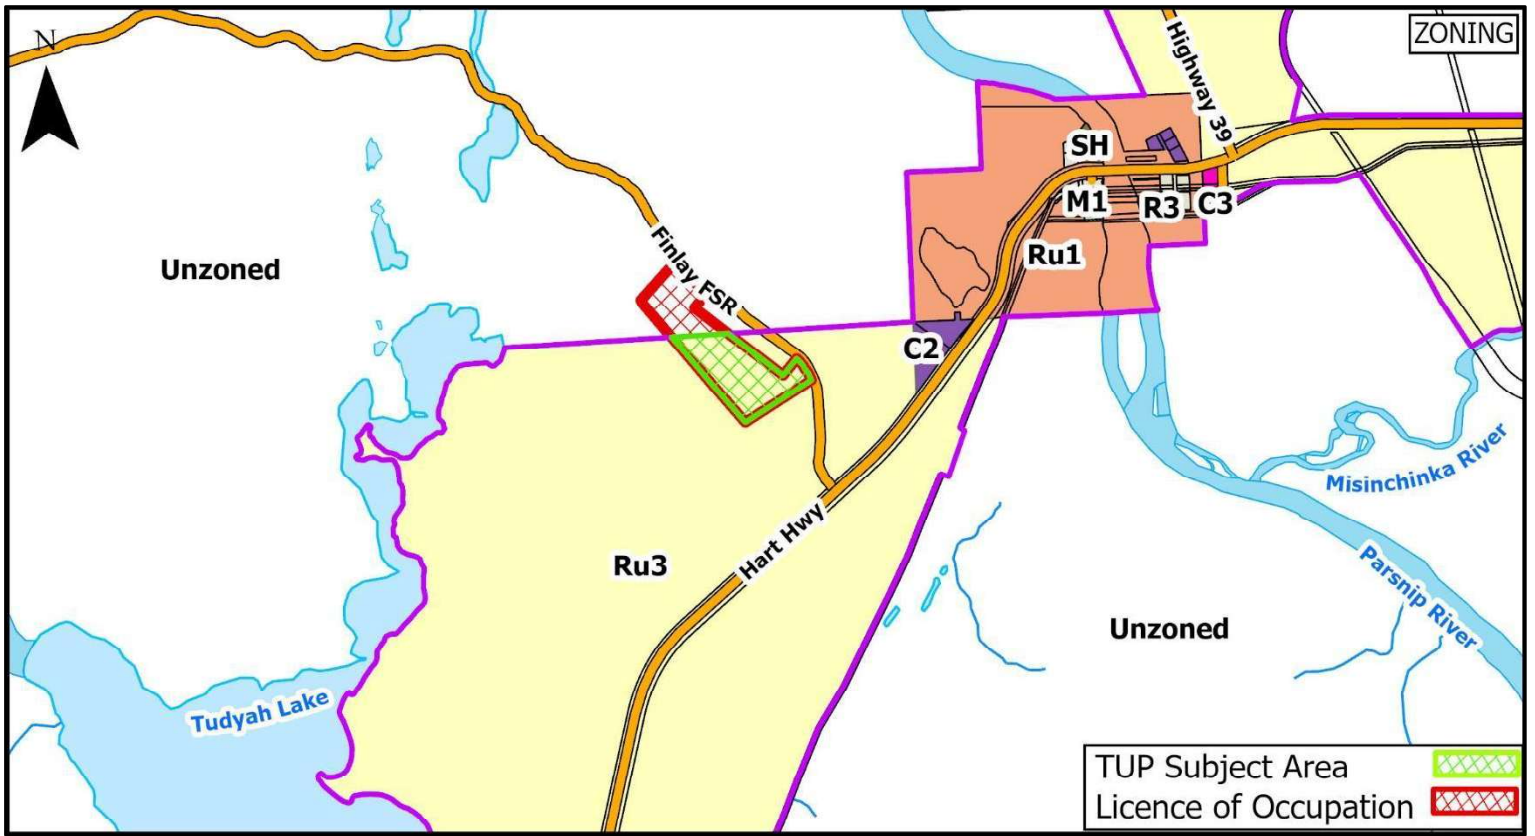 N
ZONING
Highway 39
SH
M1
R3
C3
Ru1
Unzoned
Finlay FSR
C2
Misinchinka River
Hart Hwy
Ru3
Parsnip River
Unzoned
Tudyah Lake
TUP Subject Area
Licence of Occupation